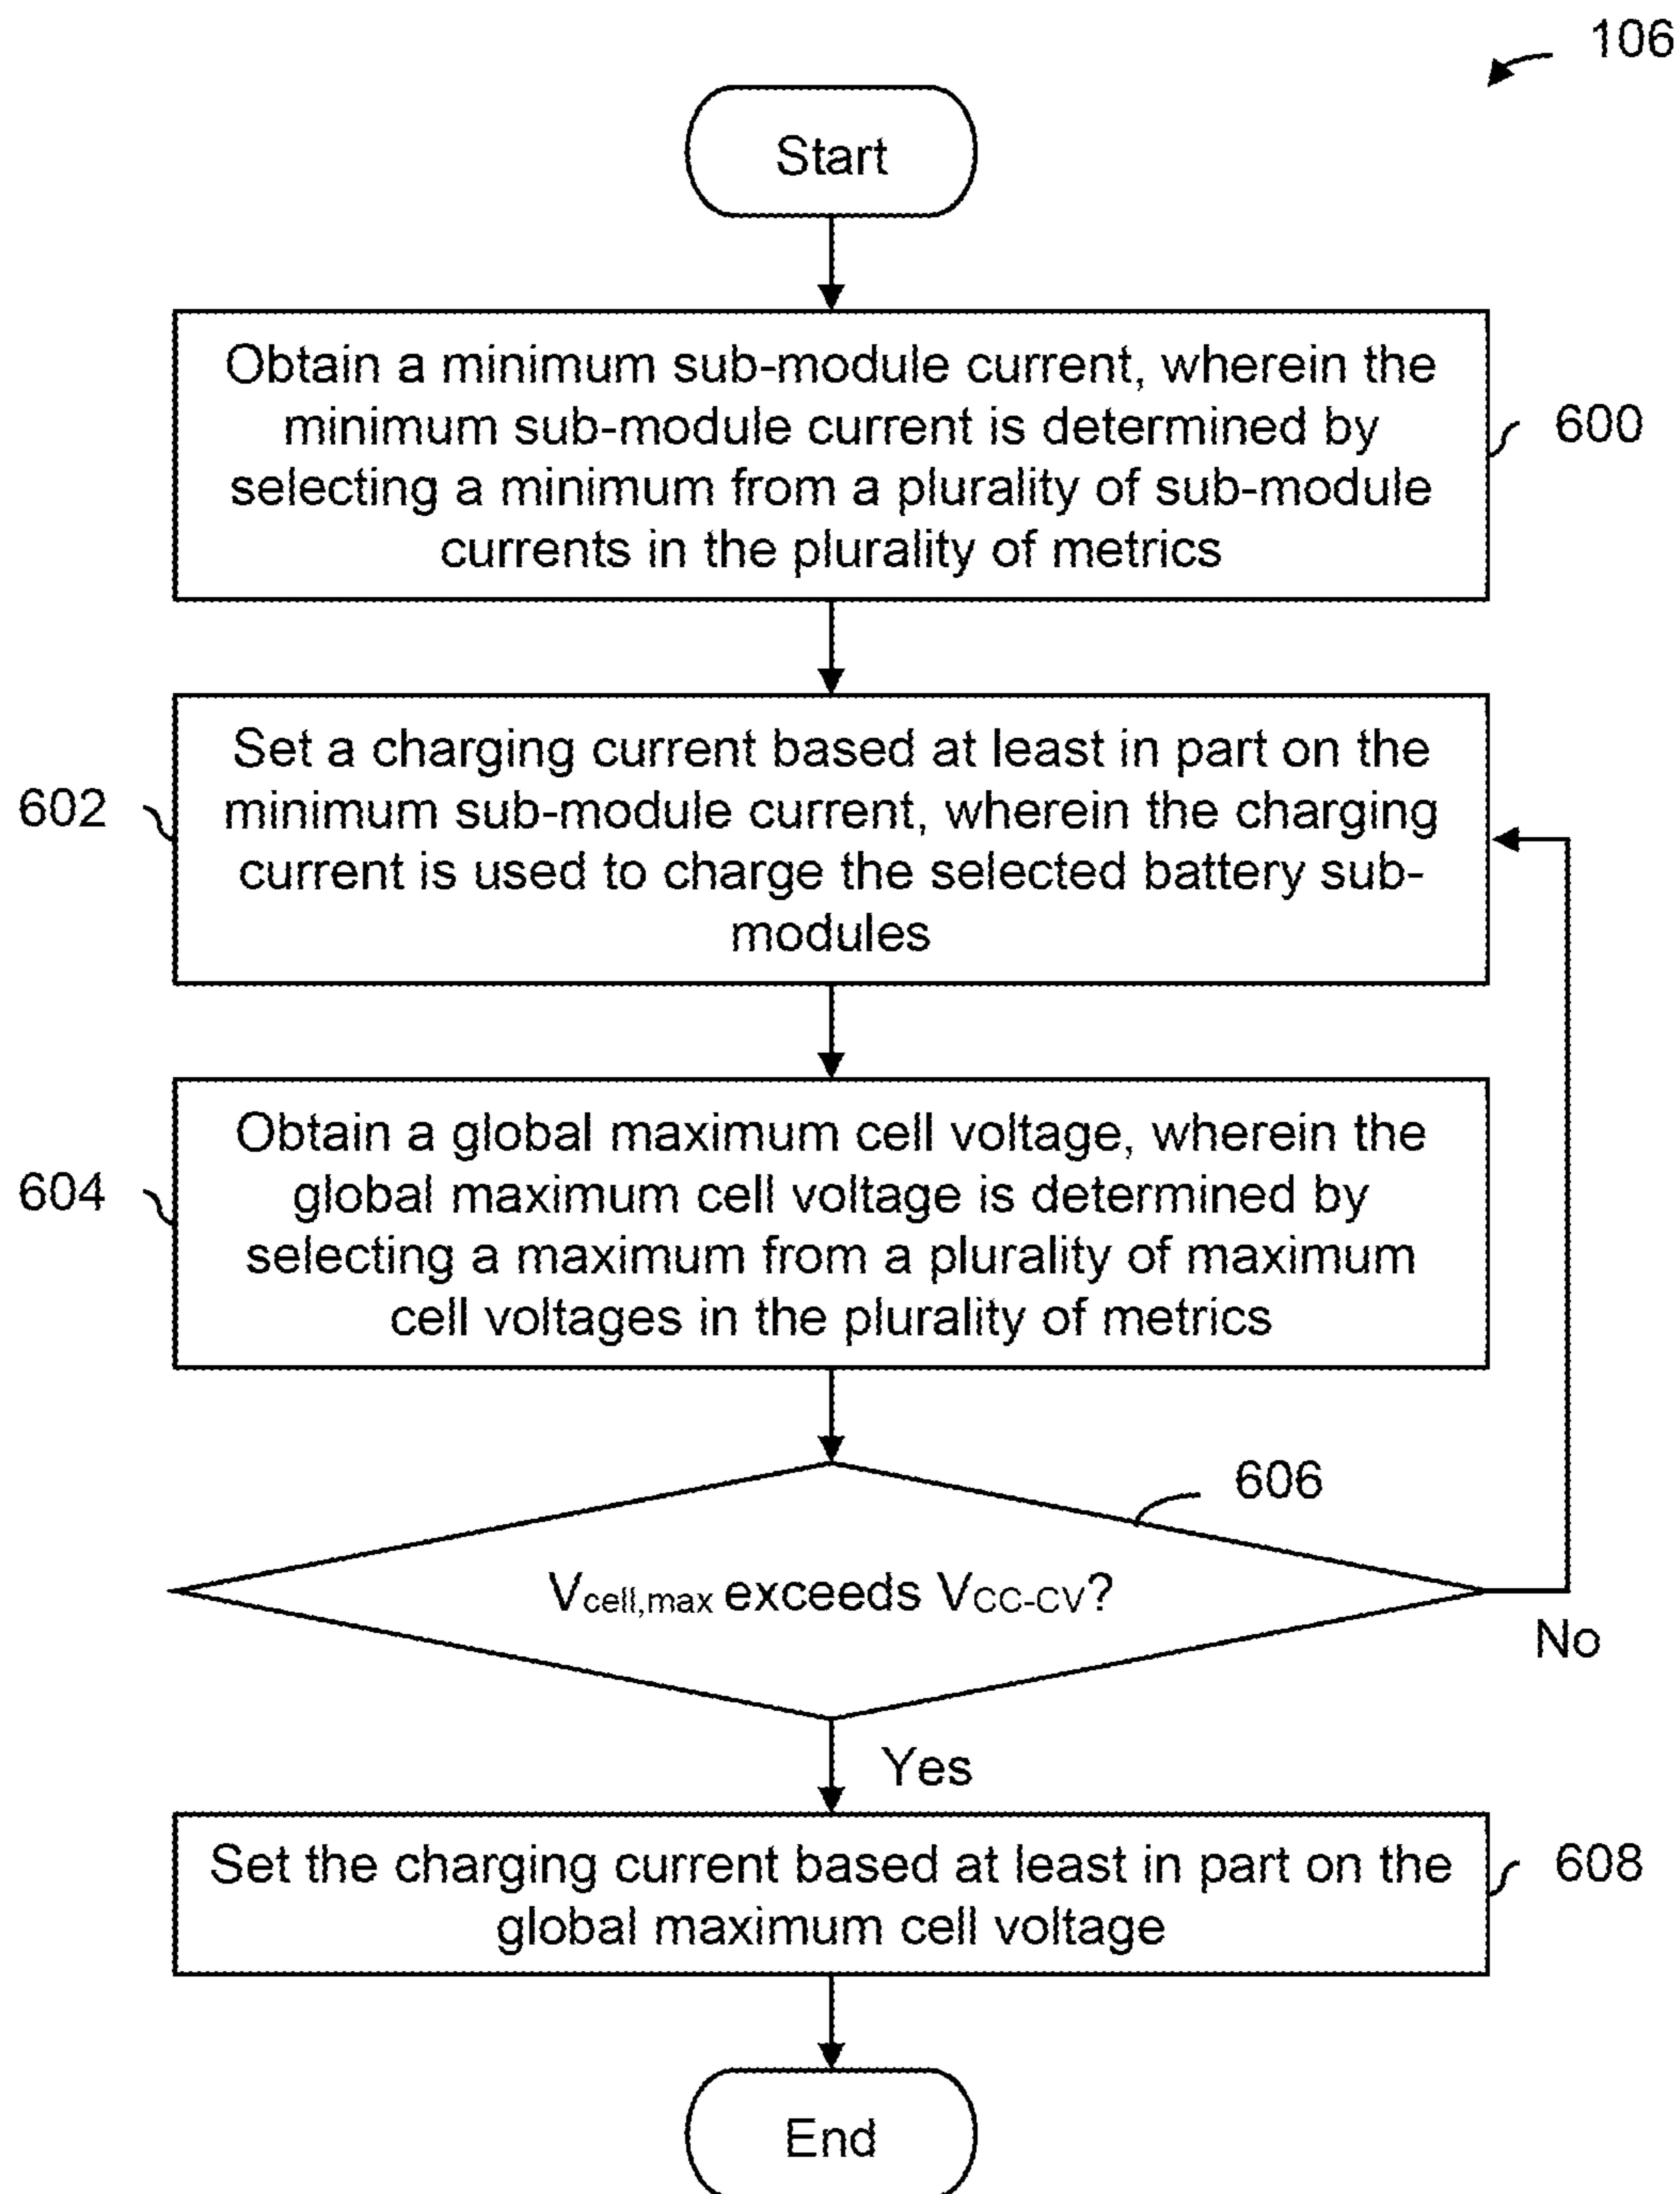 106
Start
Obtain a minimum sub-module current, wherein the
minimum sub-module current is determined by
selecting a minimum from a plurality of sub-module
currents in the plurality of metrics
600
Set a charging current based at least in part on the
minimum sub-module current, wherein the charging
current is used to charge the selected battery sub-
modules
602
Obtain a global maximum cell voltage, wherein the
global maximum cell voltage is determined by
selecting a maximum from a plurality of maximum
cell voltages in the plurality of metrics
604
606
Vcell,max exceeds VCC-CV?
No
Yes
Set the charging current based at least in part on the
global maximum cell voltage
608
End